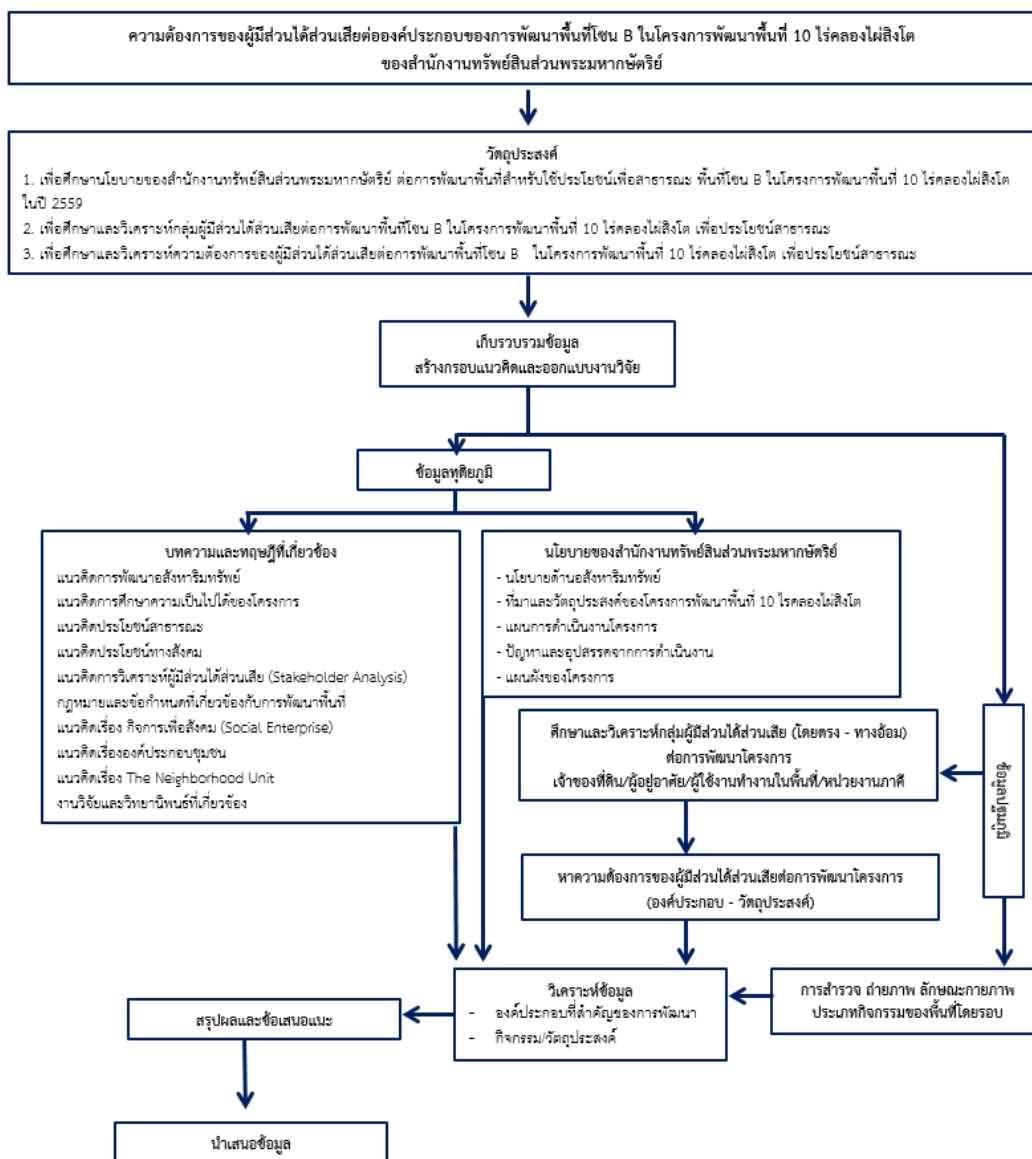 ความต้องการของผู้มีส่วนได้ส่วนเสียต่อองค์ประกอบของการพัฒนาพื้นที่โซน B ในโครงการพัฒนาพื้นที่ 10 ไร่คลองไผ่สิงโต
ของสำนักงานทรัพย์สินส่วนพระมหากษัตริย์
วัตถุประสงค์
1. เพื่อศึกษานโยบายของสำนักงานทรัพย์สินส่วนพระมหากษัตริย์ ต่อการพัฒนาพื้นที่สำหรับใช้ประโยชน์เพื่อสาธารณะ พื้นที่โซน B ในโครงการพัฒนาพื้นที่ 10 ไร่คลองไผ่สิงโต
ในปี 2559
2. เพื่อศึกษาและวิเคราะห์กลุ่มผู้มีส่วนได้ส่วนเสียต่อการพัฒนาพื้นที่โซน B ในโครงการพัฒนาพื้นที่ 10 ไร่คลองไผ่สิงโต เพื่อประโยชน์สาธารณะ
3. เพื่อศึกษาและวิเคราะห์ความต้องการของผู้มีส่วนได้ส่วนเสียต่อการพัฒนาพื้นที่โซน B ในโครงการพัฒนาพื้นที่ 10 ไร่คลองไผ่สิงโต เพื่อประโยชน์สาธารณะ
เก็บรวบรวมข้อมูล
สร้างกรอบแนวคิดและออกแบบงานวิจัย
ข้อมูลทุติยภูมิ
บทความและทฤษฎีที่เกี่ยวข้อง
แนวคิดการพัฒนาอสังหาริมทรัพย์
แนวคิดการศึกษาความเป็นไปได้ของโครงการ
แนวคิดประโยชน์สาธารณะ
แนวคิดประโยชน์ทางสังคม
แนวคิดการวิเคราะห์ผู้มีส่วนได้ส่วนเสีย (Stakeholder Analysis)
กฎหมายและข้อกำหนดที่เกี่ยวข้องกับการพัฒนาพื้นที่
แนวคิดเรื่อง กิจการเพื่อสังคม (Social Enterprise)
แนวคิดเรื่ององค์ประกอบชุมชน
แนวคิดเรื่อง The Neighborhood Unit
งานวิจัยและวิทยานิพนธ์ที่เกี่ยวข้อง
นโยบายของสำนักงานทรัพย์สินส่วนพระมหากษัตริย์
- นโยบายด้านอสังหาริมทรัพย์
- ที่มาและวัตถุประสงค์ของโครงการพัฒนาพื้นที่ 10 ไร่คลองไผ่สิงโต
- แผนการดำเนินงานโครงการ
- ปัญหาและอุปสรรคจากการดำเนินงาน
- แผนผังของโครงการ
ข้อมูลปฐมภูมิ
ศึกษาและวิเคราะห์กลุ่มผู้มีส่วนได้ส่วนเสีย (โดยตรง - ทางอ้อม)
ต่อการพัฒนาโครงการ
เจ้าของที่ดิน/ผู้อยู่อาศัย/ผู้ใช้งานทำงานในพื้นที่/หน่วยงานภาคี
หาความต้องการของผู้มีส่วนได้ส่วนเสียต่อการพัฒนาโครงการ
(องค์ประกอบ - วัตถุประสงค์)
การสำรวจ ถ่ายภาพ ลักษณะกายภาพ
ประเภทกิจกรรมของพื้นที่โดยรอบ
วิเคราะห์ข้อมูล
- องค์ประกอบที่สำคัญของการพัฒนา
- กิจกรรม/วัตถุประสงค์
สรุปผลและข้อเสนอแนะ
นำเสนอข้อมูล